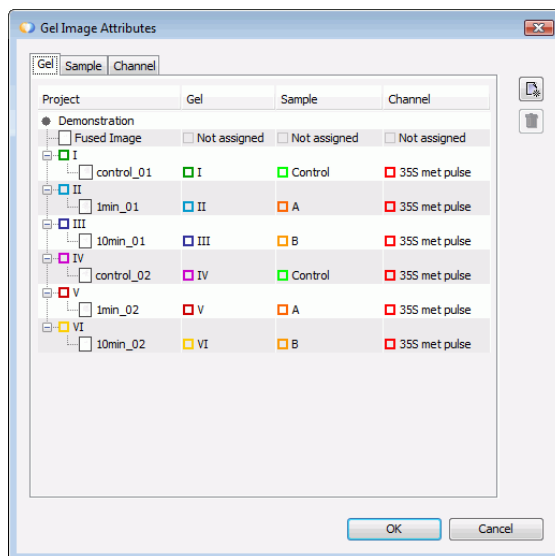 Gel Image Attributes
Gel Sample Channel
Project Gel Sample Channel
Demonstration
Fused Image Not assigned Not assigned Not assigned
I
control_01 I Control 35S met pulse
II
1min_01 II A 35S met pulse
III
10min_01 III B 35S met pulse
IV
control_02 IV Control 35S met pulse
V
1min_02 V A 35S met pulse
VI
10min_02 VI B 35S met pulse
OK Cancel